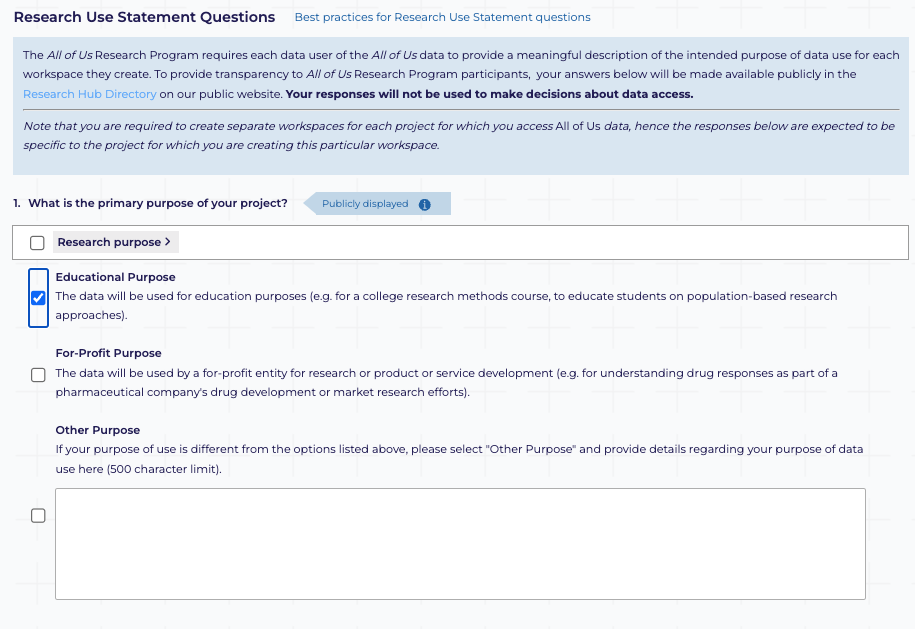 Research Use Statement Questions Best practices for Research Use Statement questions
The All of Us Research Program requires each data user of the All of Us data to provide a meaningful description of the intended purpose of data use for each
workspace they create. To provide transparency to All of Us Research Program participants, your answers below will be made available publicly in the
Research Hub Directory on our public website. Your responses will not be used to make decisions about data access.
Note that you are required to create separate workspaces for each project for which you access All of Us data, hence the responses below are expected to be
specific to the project for which you are creating this particular workspace.
1. What is the primary purpose of your project? Publicly displayed i
Research purpose >
Educational Purpose
The data will be used for education purposes (e.g. for a college research methods course, to educate students on population-based research
approaches).
For-Profit Purpose
The data will be used by a for-profit entity for research or product or service development (e.g. for understanding drug responses as part of a
pharmaceutical company's drug development or market research efforts).
Other Purpose
If your purpose of use is different from the options listed above, please select "Other Purpose" and provide details regarding your purpose of data
use here (500 character limit).